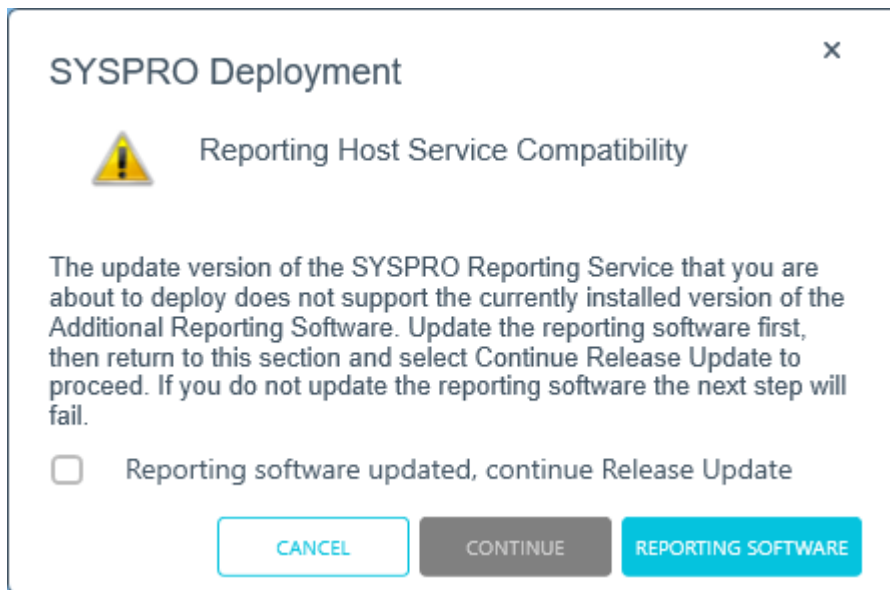 SYSPRO Deployment
Reporting Host Service Compatibility
The update version of the SYSPRO Reporting Service that you are
about to deploy does not support the currently installed version of the
Additional Reporting Software. Update the reporting software first,
then return to this section and select Continue Release Update to
proceed. If you do not update the reporting software the next step will
fail.
Reporting software updated, continue Release Update
CANCEL
CONTINUE
REPORTING SOFTWARE